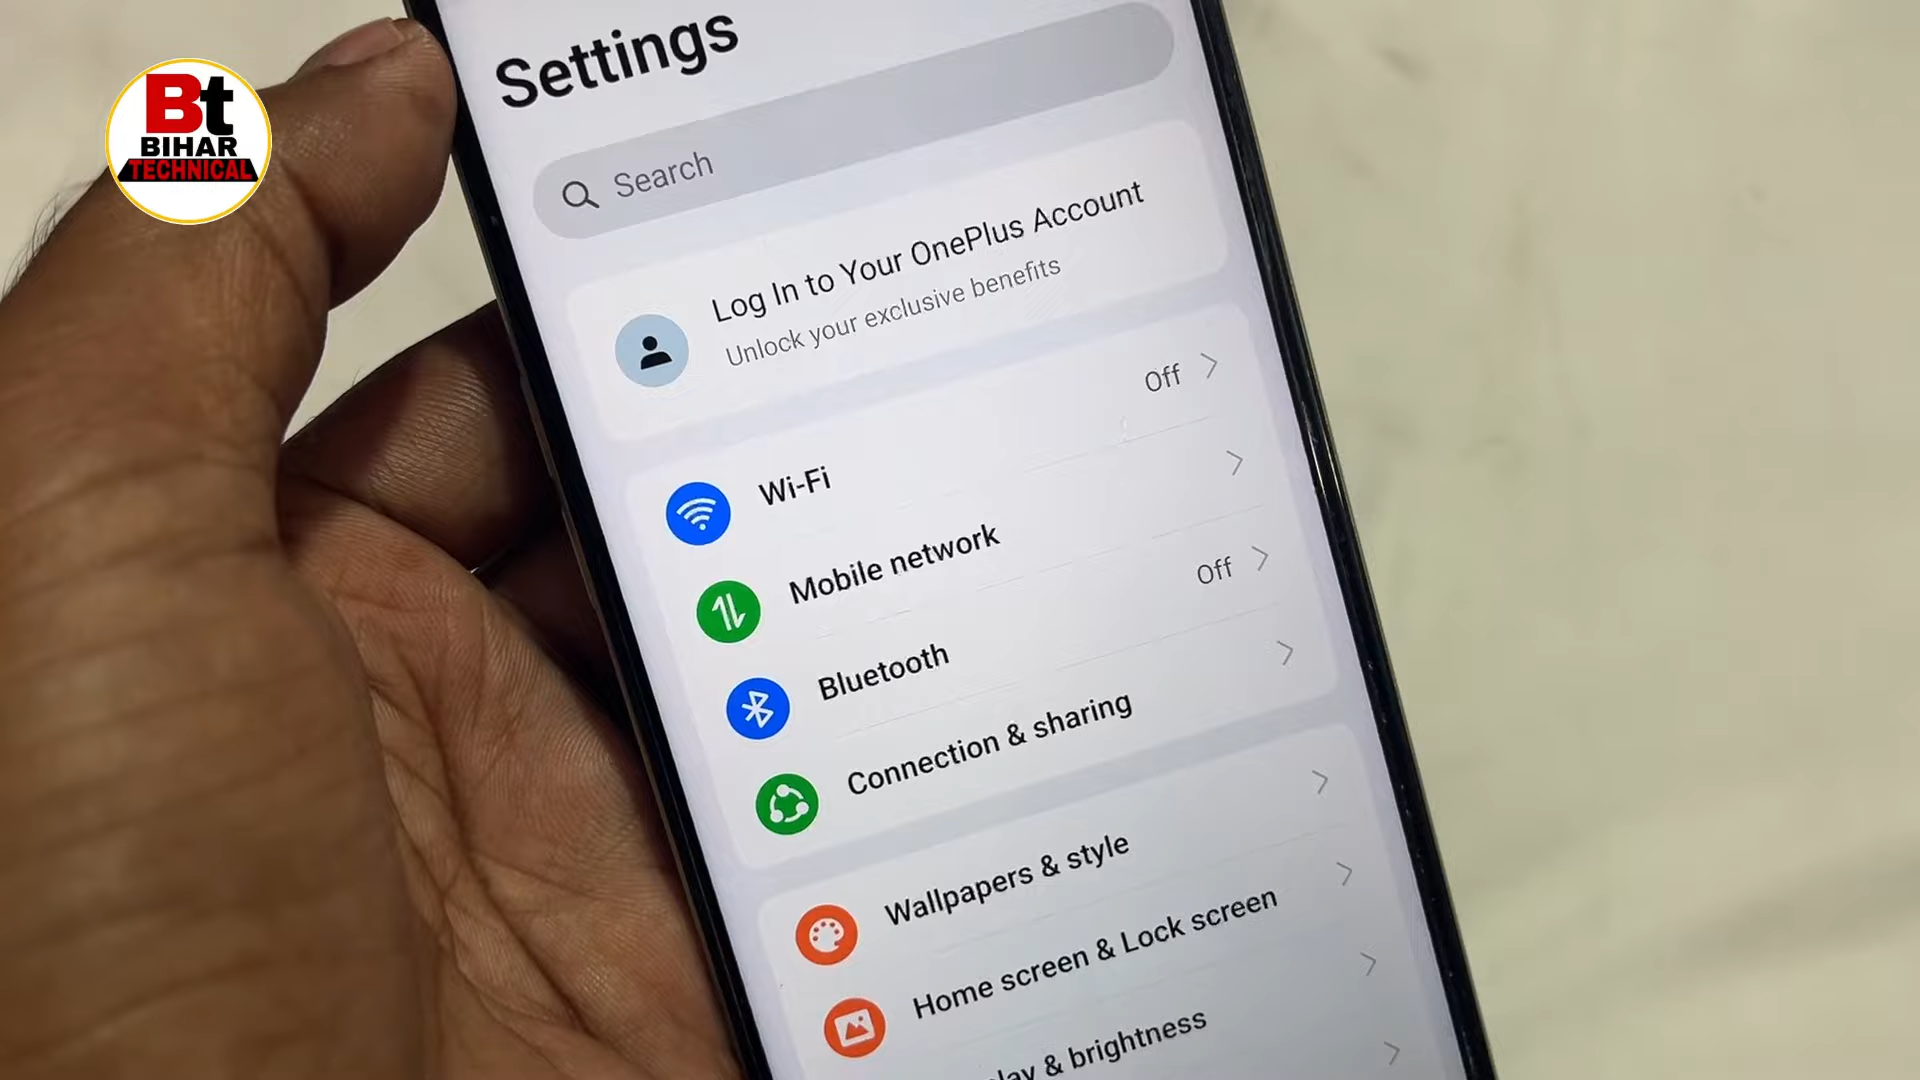 Settings
Bt
BIHAR
TECHNICAL
Search
Log In to Your OnePlus Account
Unlock your exclusive benefits
Wi-Fi
Off
Mobile network
Bluetooth
Off
Connection & sharing
Wallpapers & style
Home screen & Lock screen
& brightness